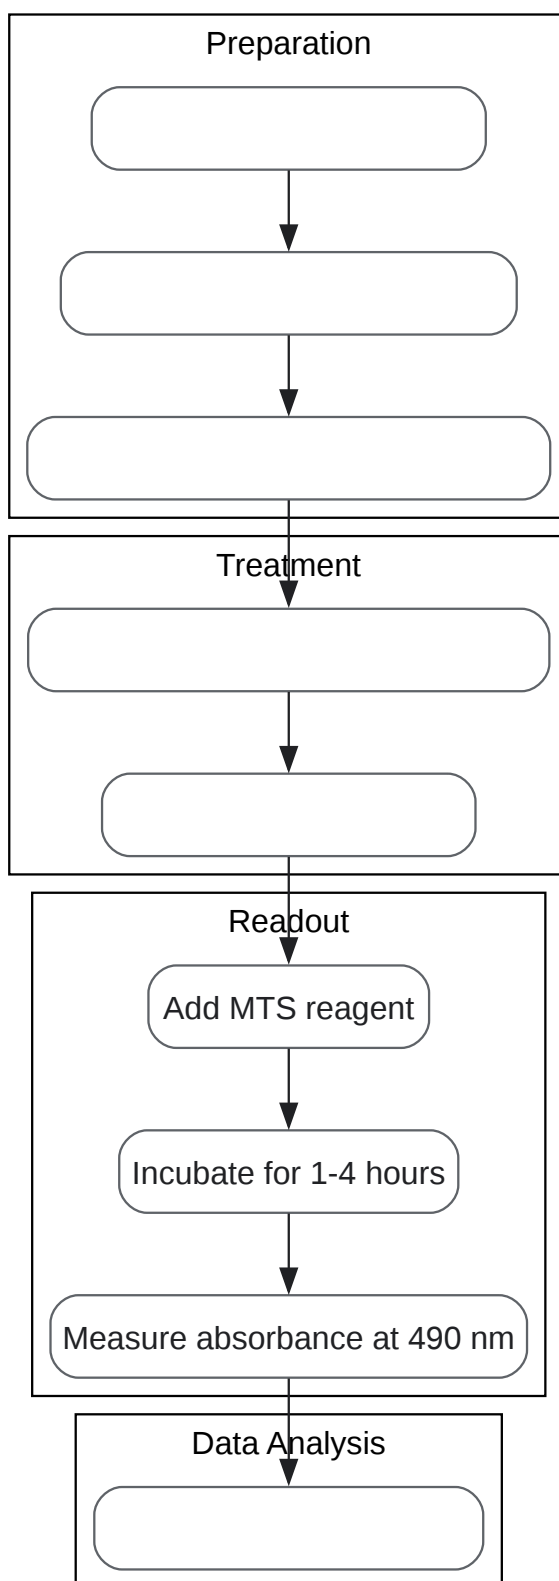 Preparation
Treatment
Readout
Add MTS reagent
Incubate for 1-4 hours
Measure absorbance at 490 nm
Data Analysis